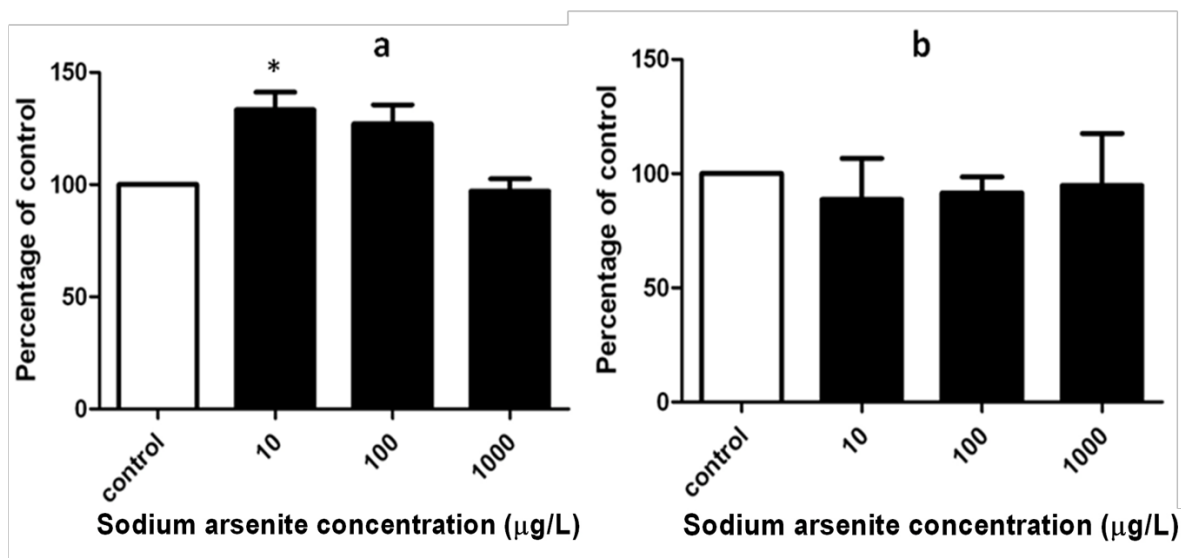 a
*
150
100
50
0
Percentage of control
control
10
100
1000
Sodium arsenite concentration (μg/L)
b
150
100
50
0
Percentage of control
control
10
100
1000
Sodium arsenite concentration (μg/L)